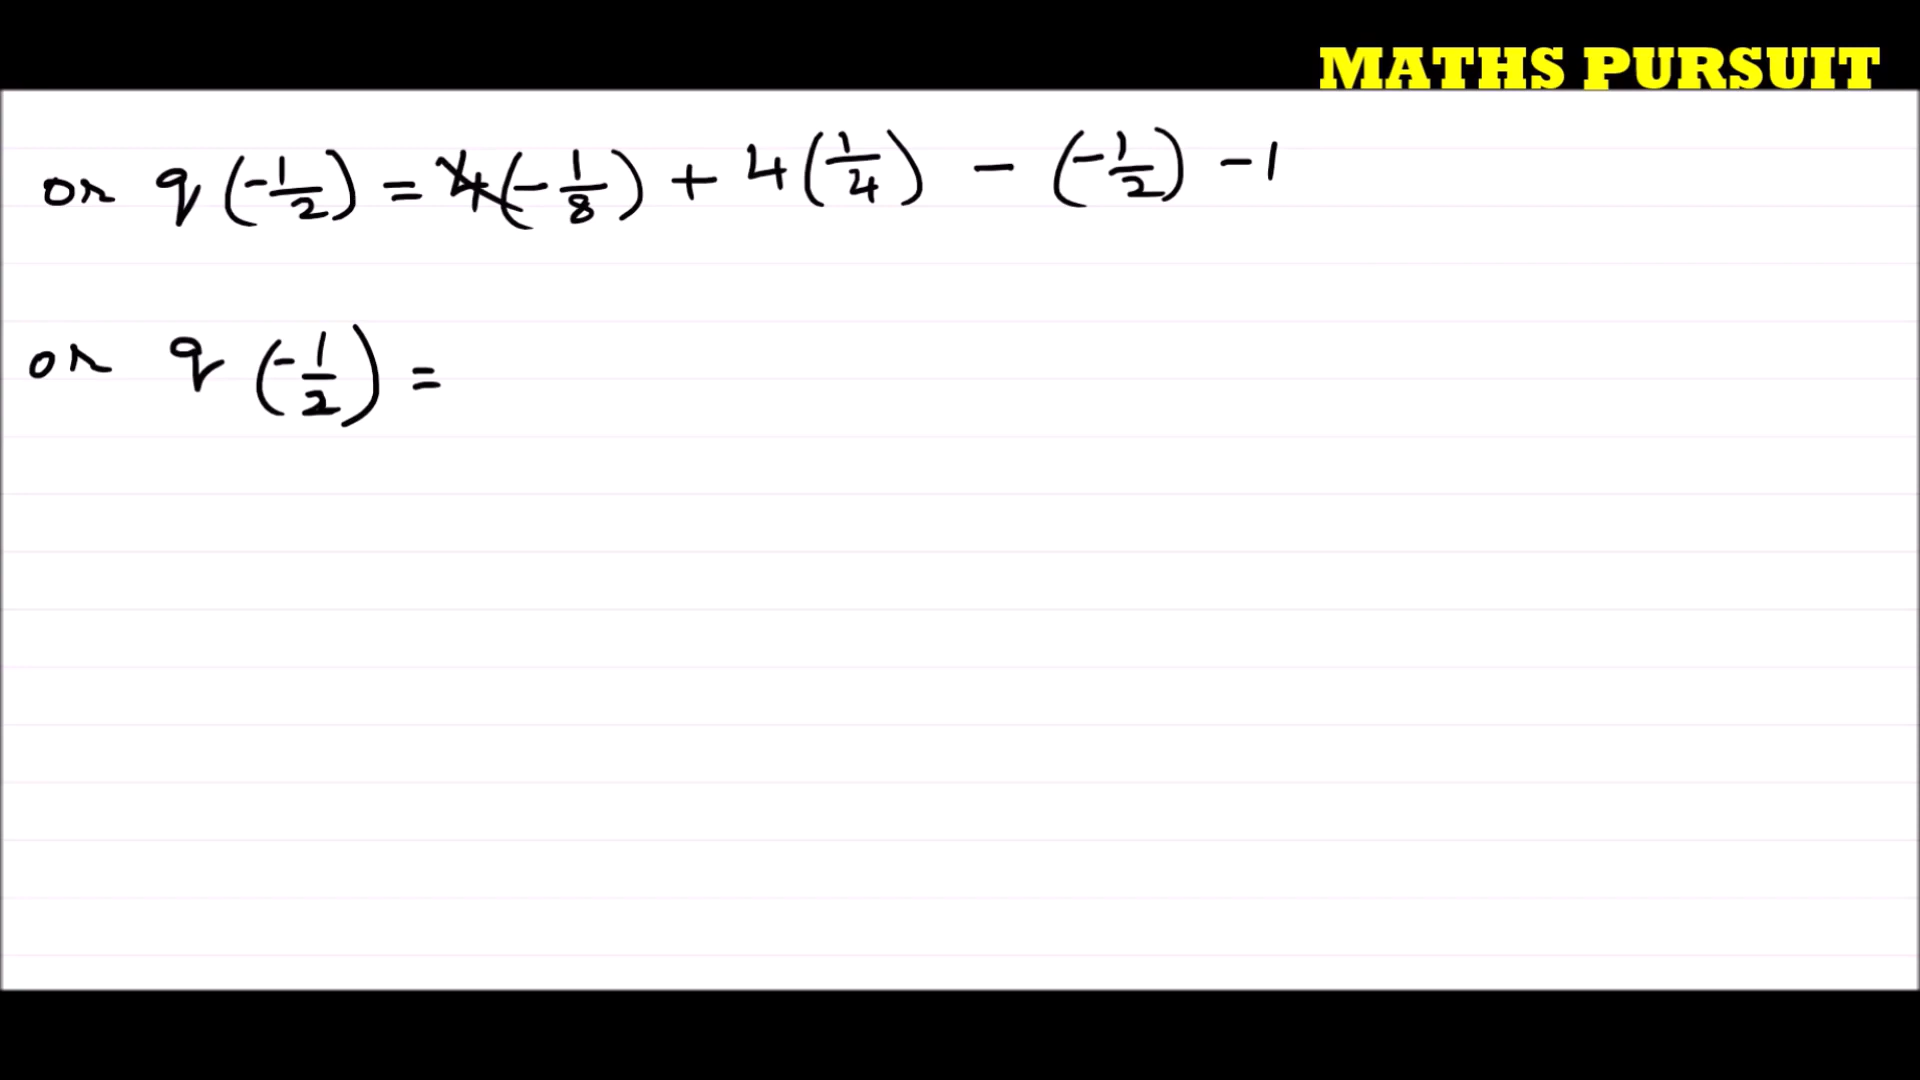 MATHS PURSUIT
or q(-1/2) = 4(-1/8) + 4(1/4) - (-1/2) - 1
or q(-1/2) =